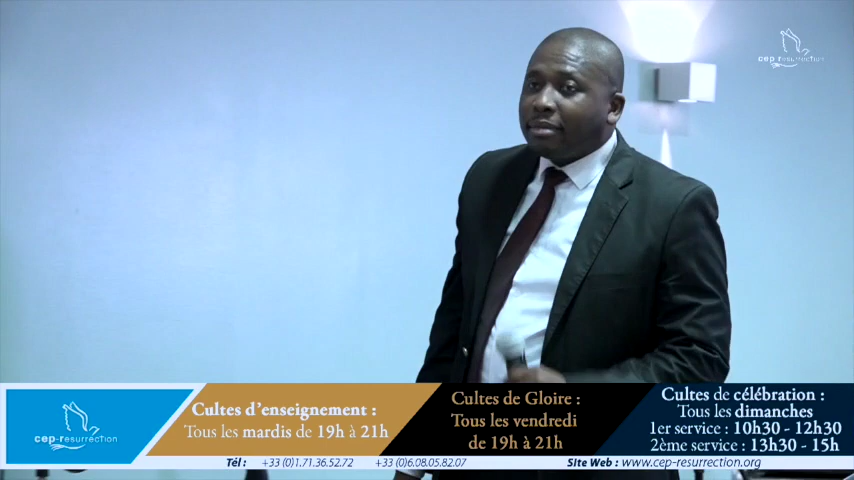 cep-resurrection
cep-resurrection
Cultes d'enseignement :
Tous les mardis de 19h à 21h
Cultes de Gloire :
Tous les vendredi
de 19h à 21h
Cultes de célébration :
Tous les dimanches
1er service : 10h30 - 12h30
2ème service : 13h30 - 15h
Tél : +33 (0)1.71.36.52.72 +33 (0)6.08.05.82.07 Site Web : www.cep-resurrection.org